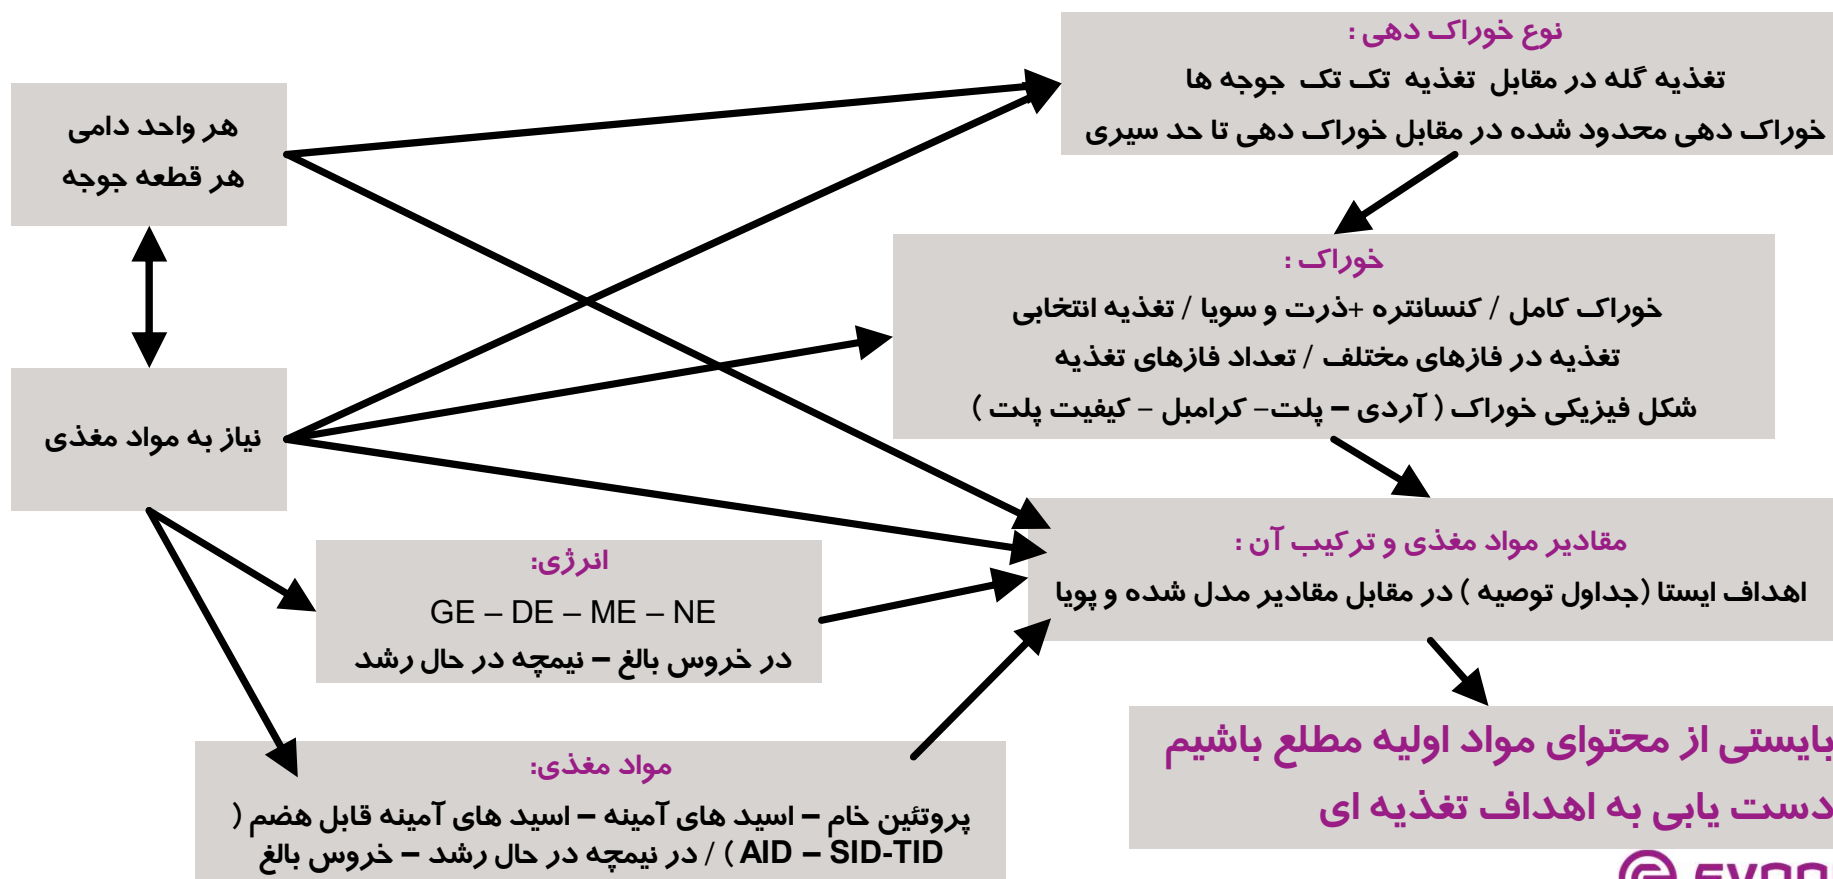 نوع خوراک دهی :
تغذیه گله در مقابل تغذیه تک تک جوجه ها
خوراک دهی محدود شده در مقابل خوراک دهی تا حد سیری
هر واحد دامی
هر قطعه جوجه
خوراک :
خوراک کامل / کنسانتره +ذرت و سویا / تغذیه انتخابی
تغذیه در فازهای مختلف / تعداد فازهای تغذیه
شکل فیزیکی خوراک ( آردی – پلت– کرامبل – کیفیت پلت )
نیاز به مواد مغذی
مقادیر مواد مغذی و ترکیب آن :
اهداف ایستا (جداول توصیه ) در مقابل مقادیر مدل شده و پویا
انرژی:
GE – DE – ME – NE
در خروس بالغ – نیمچه در حال رشد
بایستی از محتوای مواد اولیه مطلع باشیم
دست یابی به اهداف تغذیه ای
مواد مغذی:
پروتئین خام – اسید های آمینه – اسید های آمینه قابل هضم (
AID – SID-TID ) / در نیمچه در حال رشد – خروس بالغ